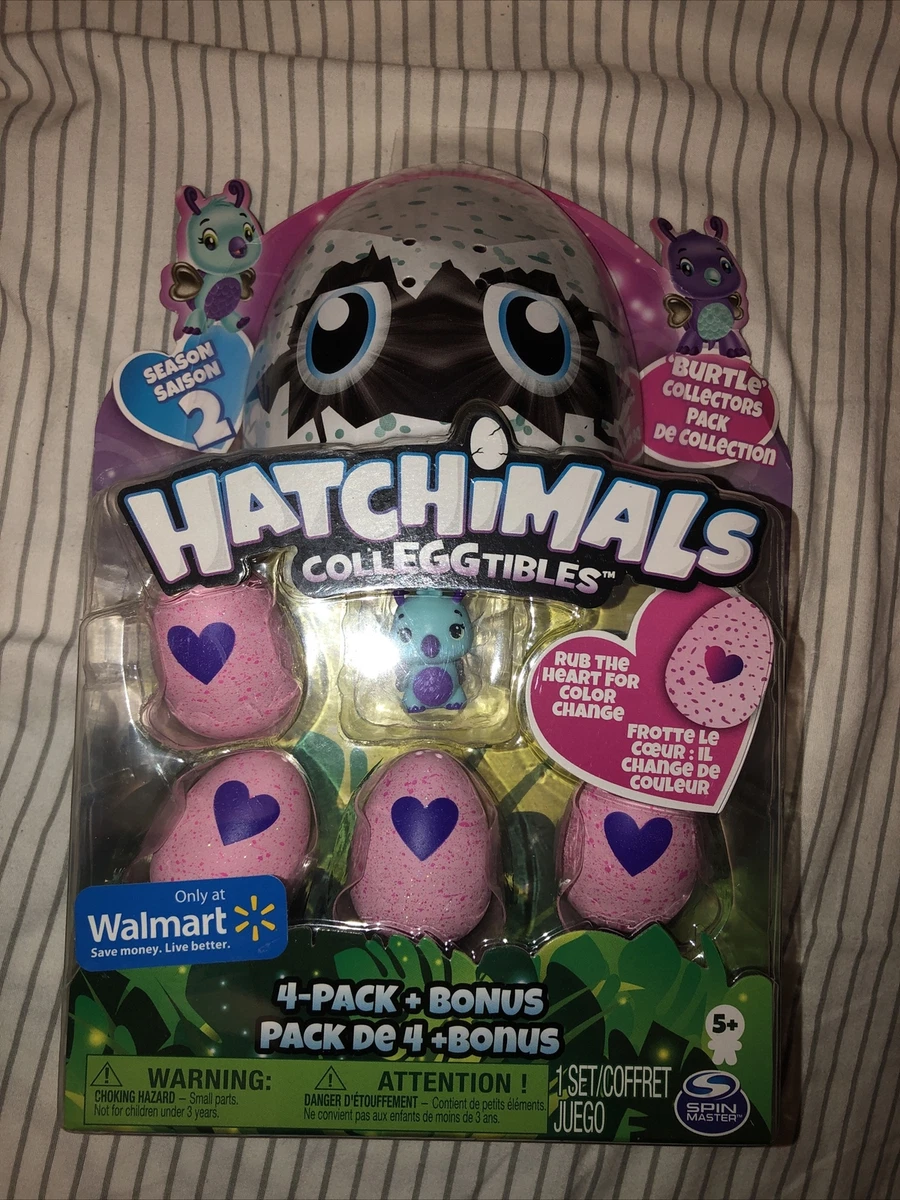 SEASON
SAISON
2
'BURTLE'
COLLECTORS
PACK
DE COLLECTION
HATCHiMALS
COLLEGGTIBLES™
RUB THE
HEART FOR
COLOR
CHANGE
FROTTE LE
CŒUR : IL
CHANGE DE
COULEUR
Only at
Walmart
Save money. Live better.
4-PACK + BONUS
PACK DE 4 +BONUS
5+
WARNING:
CHOKING HAZARD – Small parts.
Not for children under 3 years.
ATTENTION !
DANGER D'ÉTOUFFEMENT – Contient de petits éléments.
Ne convient pas aux enfants de moins de 3 ans.
1 SET/COFFRET
JUEGO
SPIN
MASTER™